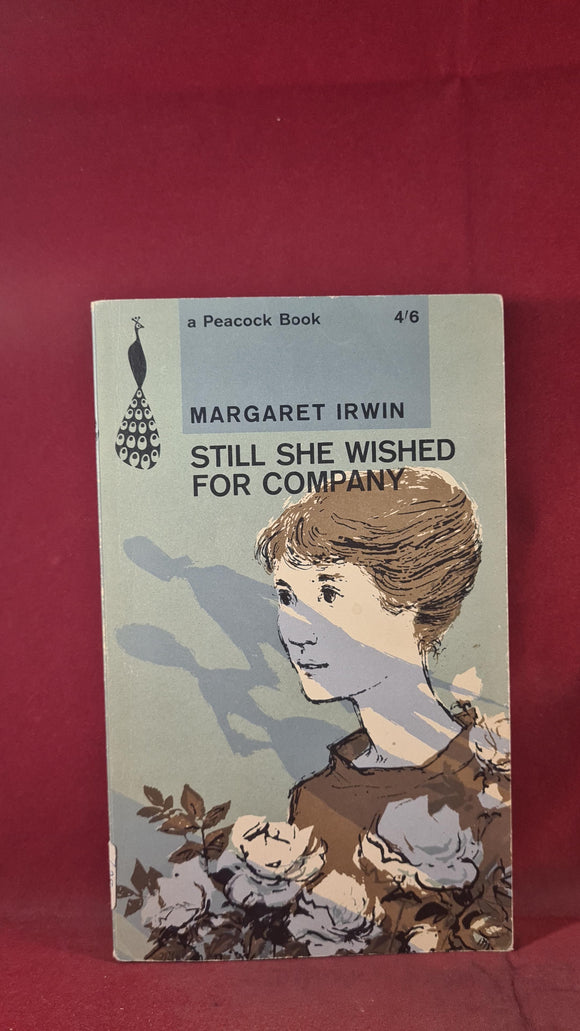 a Peacock Book 4/6
MARGARET IRWIN
STILL SHE WISHED
FOR COMPANY